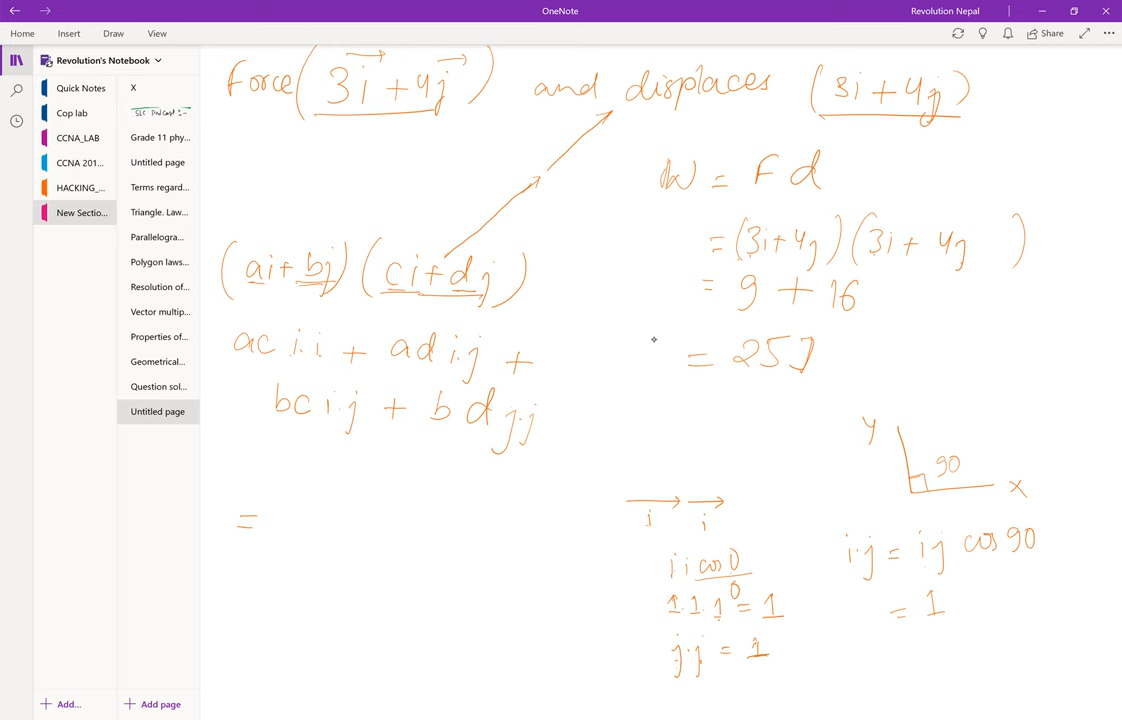 OneNote
Revolution Nepal
Home Insert Draw View
Share
Revolution's Notebook
Quick Notes
Cop lab
CCNA_LAB
CCNA 201...
HACKING_...
New Sectio...
X
Grade 11 phy...
Untitled page
Terms regard...
Triangle. Law...
Parallelogra...
Polygon laws...
Resolution of...
Vector multip...
Properties of...
Geometrical...
Question sol...
Untitled page
Add...
Add page
Force (3i + 4j) and displaces (3i + 4j)
W = Fd
= (3i + 4j)(3i + 4j)
= 9 + 16
= 25J
(ai + bj)(ci + dj)
ac i.i + ad i.j +
bc i.j + bd j.j
=
i i
i i cos 0
0
1.1.1 = 1
j.j = 1
y
90
x
i.j = i j cos 90
= 1